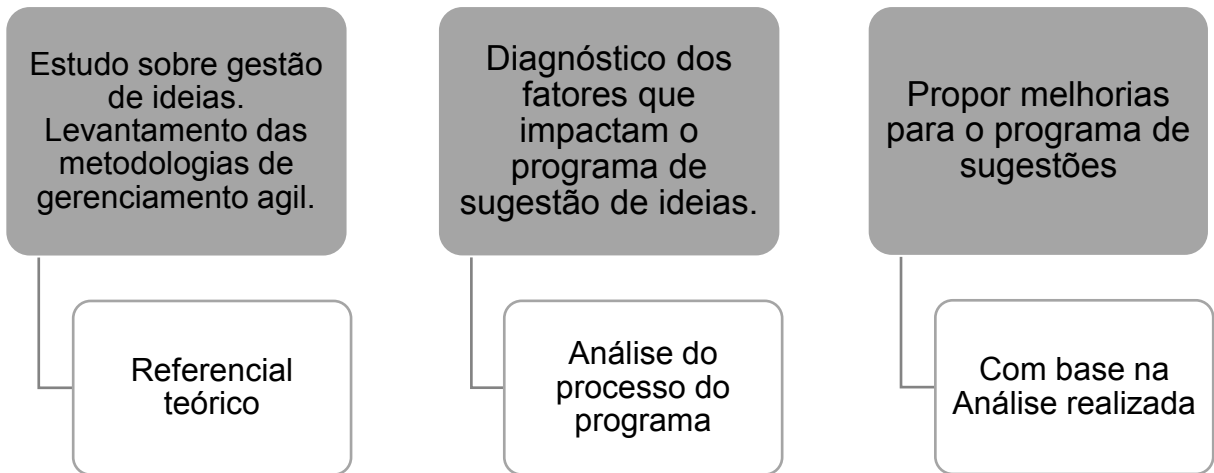 Estudo sobre gestão
de ideias.
Levantamento das
metodologias de
gerenciamento agil.
Referencial
teórico
Diagnóstico dos
fatores que
impactam o
programa de
sugestão de ideias.
Análise do
processo do
programa
Propor melhorias
para o programa de
sugestões
Com base na
Análise realizada